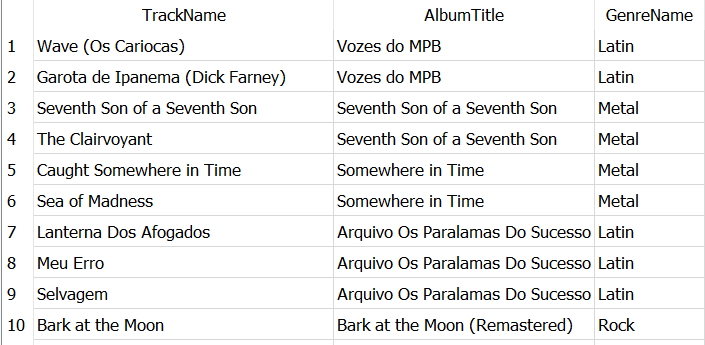 TrackName AlbumTitle GenreName
1 Wave (Os Cariocas) Vozes do MPB Latin
2 Garota de Ipanema (Dick Farney) Vozes do MPB Latin
3 Seventh Son of a Seventh Son Seventh Son of a Seventh Son Metal
4 The Clairvoyant Seventh Son of a Seventh Son Metal
5 Caught Somewhere in Time Somewhere in Time Metal
6 Sea of Madness Somewhere in Time Metal
7 Lanterna Dos Afogados Arquivo Os Paralamas Do Sucesso Latin
8 Meu Erro Arquivo Os Paralamas Do Sucesso Latin
9 Selvagem Arquivo Os Paralamas Do Sucesso Latin
10 Bark at the Moon Bark at the Moon (Remastered) Rock